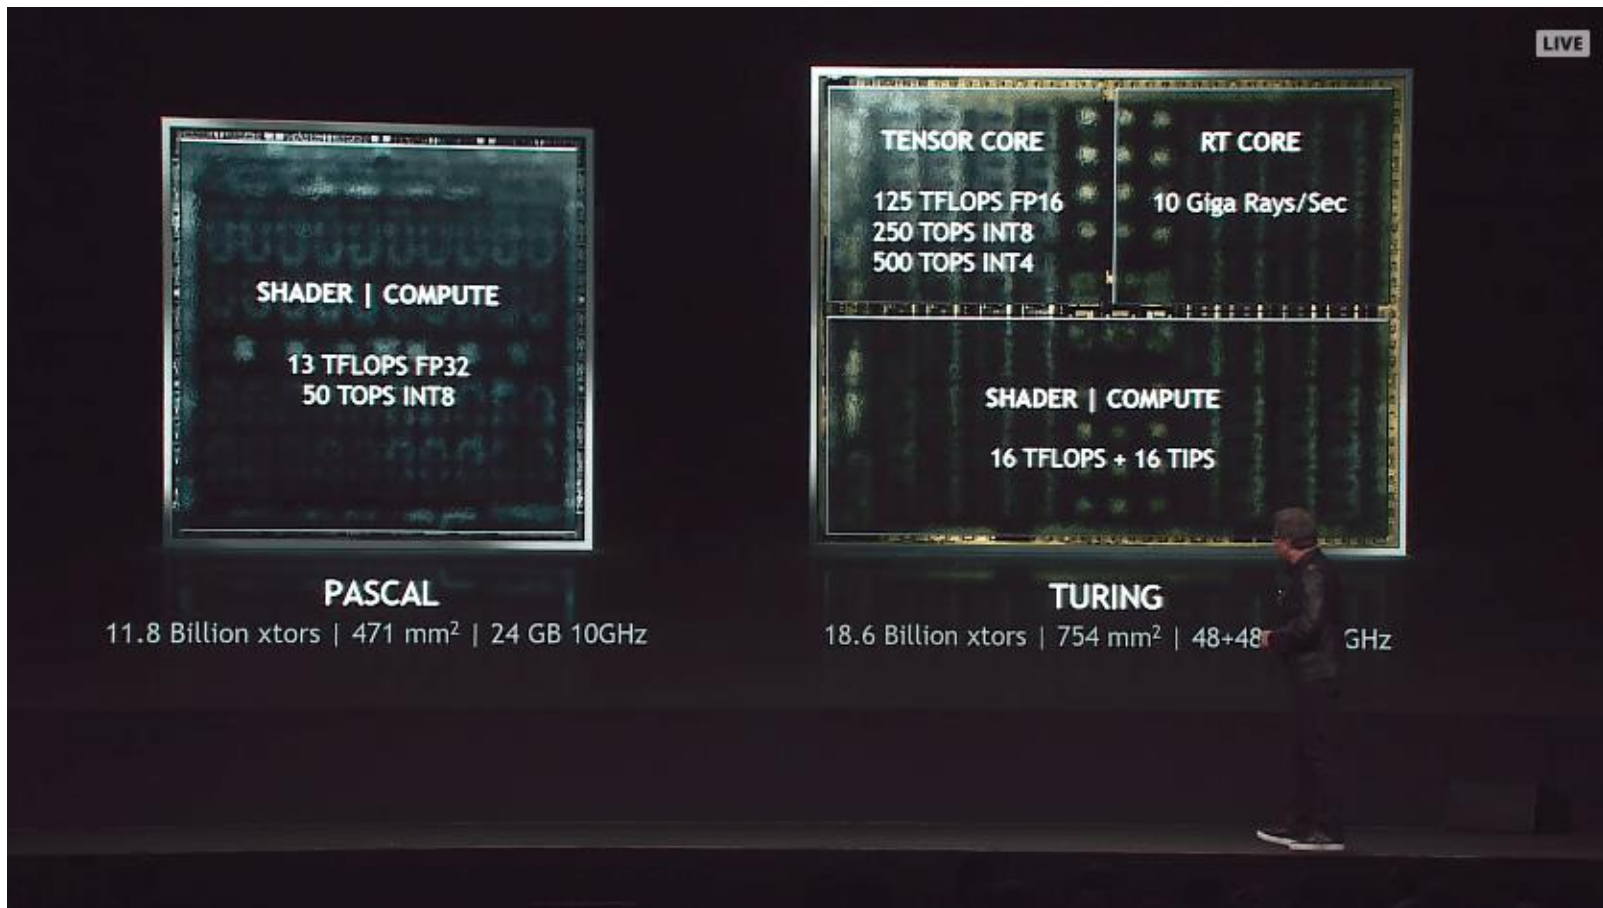 LIVE
SHADER | COMPUTE
13 TFLOPS FP32
50 TOPS INT8
PASCAL
11.8 Billion xtors | 471 mm² | 24 GB 10GHz
TENSOR CORE
125 TFLOPS FP16
250 TOPS INT8
500 TOPS INT4
RT CORE
10 Giga Rays/Sec
SHADER | COMPUTE
16 TFLOPS + 16 TIPS
TURING
18.6 Billion xtors | 754 mm² | 48+48 GHz